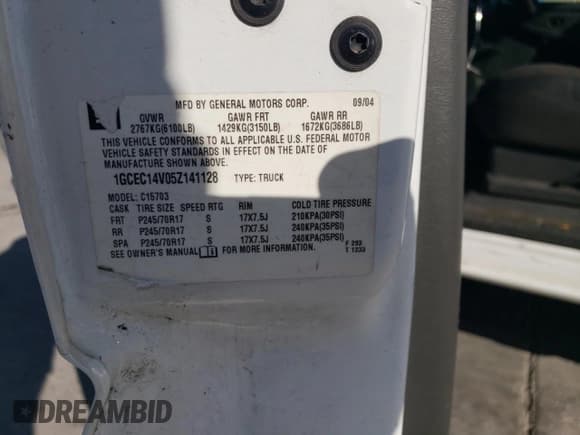 MFD BY GENERAL MOTORS CORP. 09/04
GVWR GAWR FRT GAWR RR
2767KG(6100LB) 1429KG(3150LB) 1672KG(3686LB)
THIS VEHICLE CONFORMS TO ALL APPLICABLE U.S. FEDERAL MOTOR
VEHICLE SAFETY STANDARDS IN EFFECT ON THE DATE OF
MANUFACTURE SHOWN ABOVE.
1GCEC14V05Z141128 TYPE: TRUCK
MODEL: C15703
CASK TIRE SIZE SPEED RTG RIM COLD TIRE PRESSURE
FRT P245/70R17 S 17X7.5J 210KPA(30PSI)
RR P245/70R17 S 17X7.5J 240KPA(35PSI)
SPA P245/70R17 S 17X7.5J 240KPA(35PSI)
SEE OWNER'S MANUAL i FOR MORE INFORMATION.
F 293
T 1233
DREAMBID